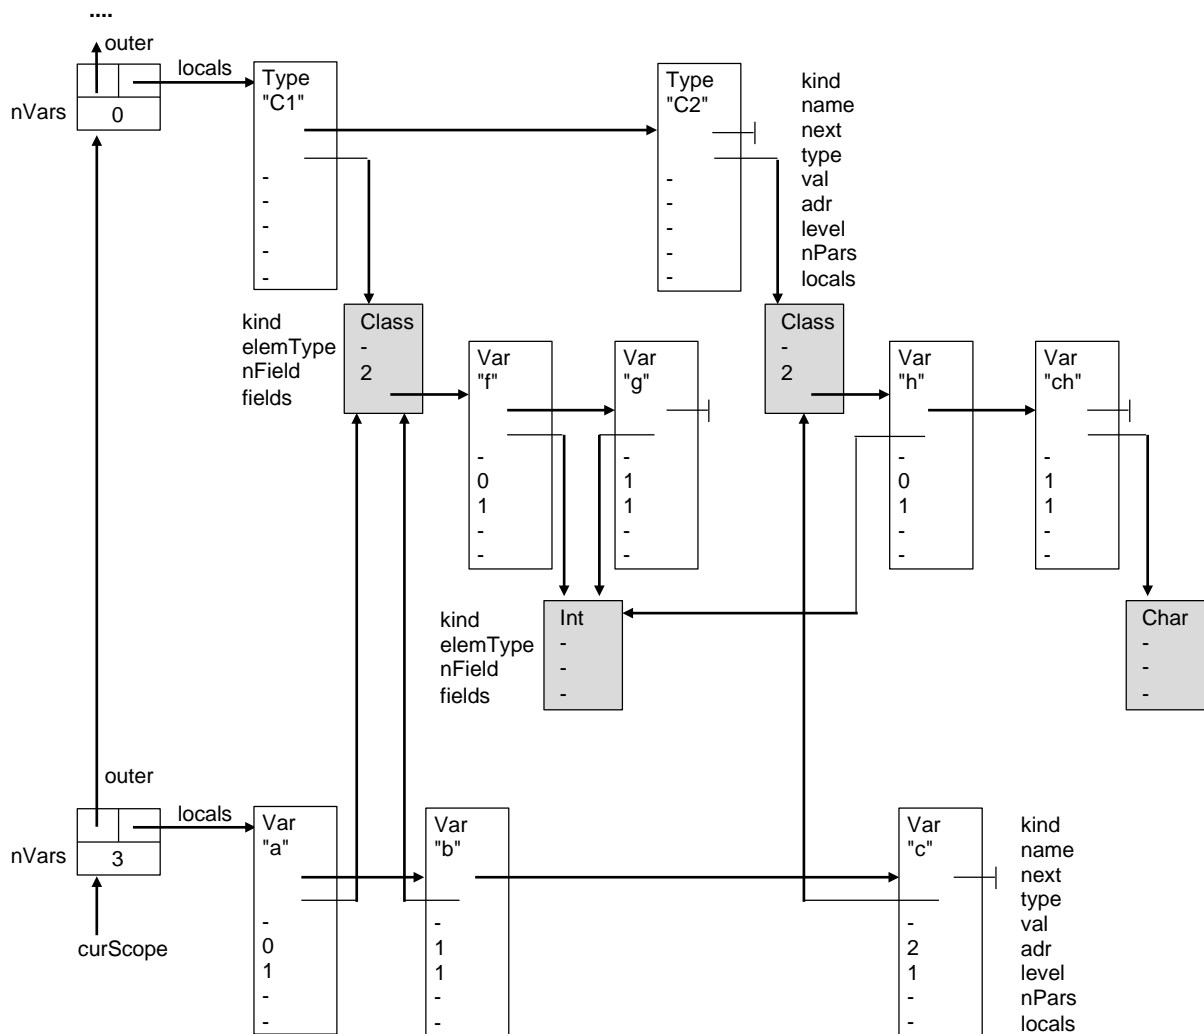 ....
outer
locals
nVars
0
Type
"C1"
-
-
-
-
-
Type
"C2"
-
-
-
-
-
kind
name
next
type
val
adr
level
nPars
locals
kind
elemType
nField
fields
Class
-
2
Var
"f"
-
0
1
-
-
Var
"g"
-
1
1
-
-
Class
-
2
Var
"h"
-
0
1
-
-
Var
"ch"
-
1
1
-
-
kind
elemType
nField
fields
Int
-
-
-
Char
-
-
-
outer
locals
nVars
3
curScope
Var
"a"
-
0
1
-
-
Var
"b"
-
1
1
-
-
Var
"c"
-
2
1
-
-
kind
name
next
type
val
adr
level
nPars
locals